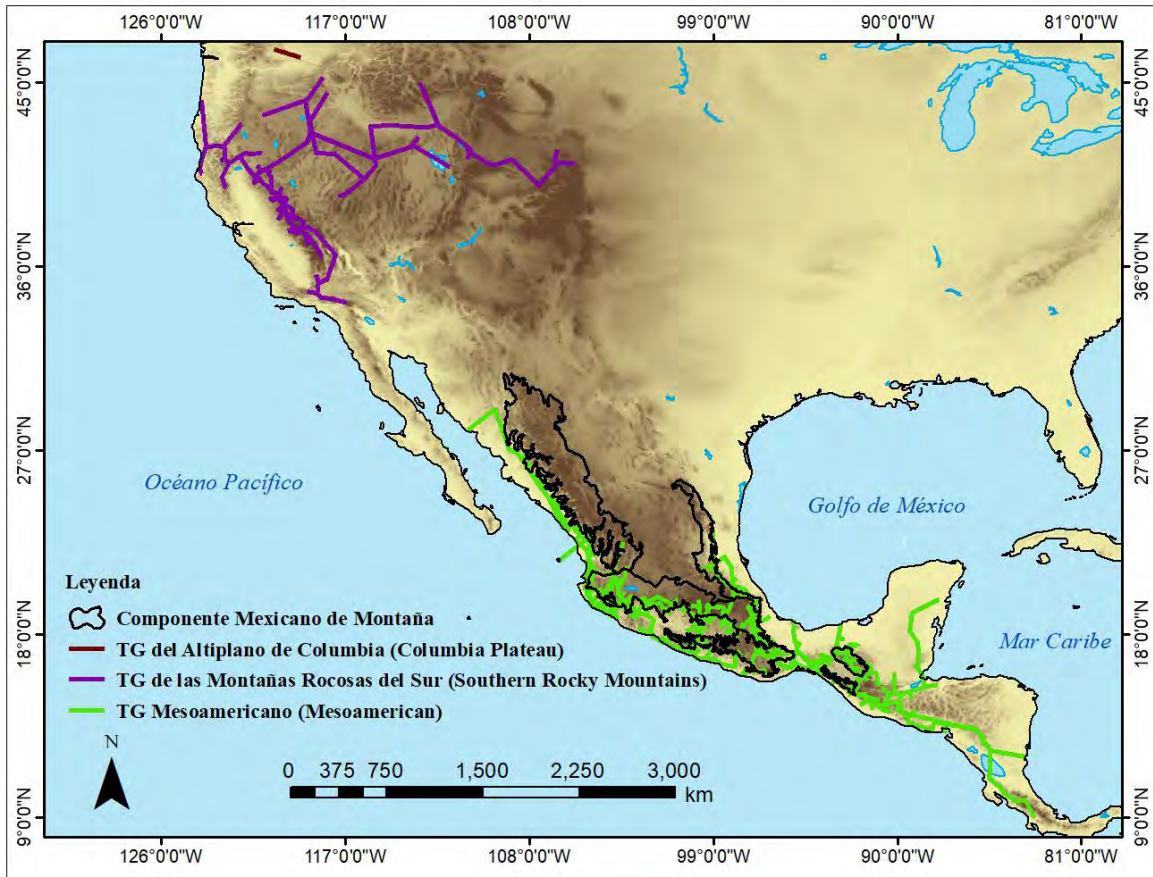 126°0'0"W 117°0'0"W 108°0'0"W 99°0'0"W 90°0'0"W 81°0'0"W
45°0'0"N 45°0'0"N
36°0'0"N 36°0'0"N
27°0'0"N 27°0'0"N
Océano Pacífico
Golfo de México
Leyenda
Componente Mexicano de Montaña
18°0'0"N 18°0'0"N
Mar Caribe
TG del Altiplano de Columbia (Columbia Plateau)
TG de las Montañas Rocosas del Sur (Southern Rocky Mountains)
TG Mesoamericano (Mesoamerican)
N
0 375 750 1,500 2,250 3,000
km
9°0'0"N 9°0'0"N
126°0'0"W 117°0'0"W 108°0'0"W 99°0'0"W 90°0'0"W 81°0'0"W